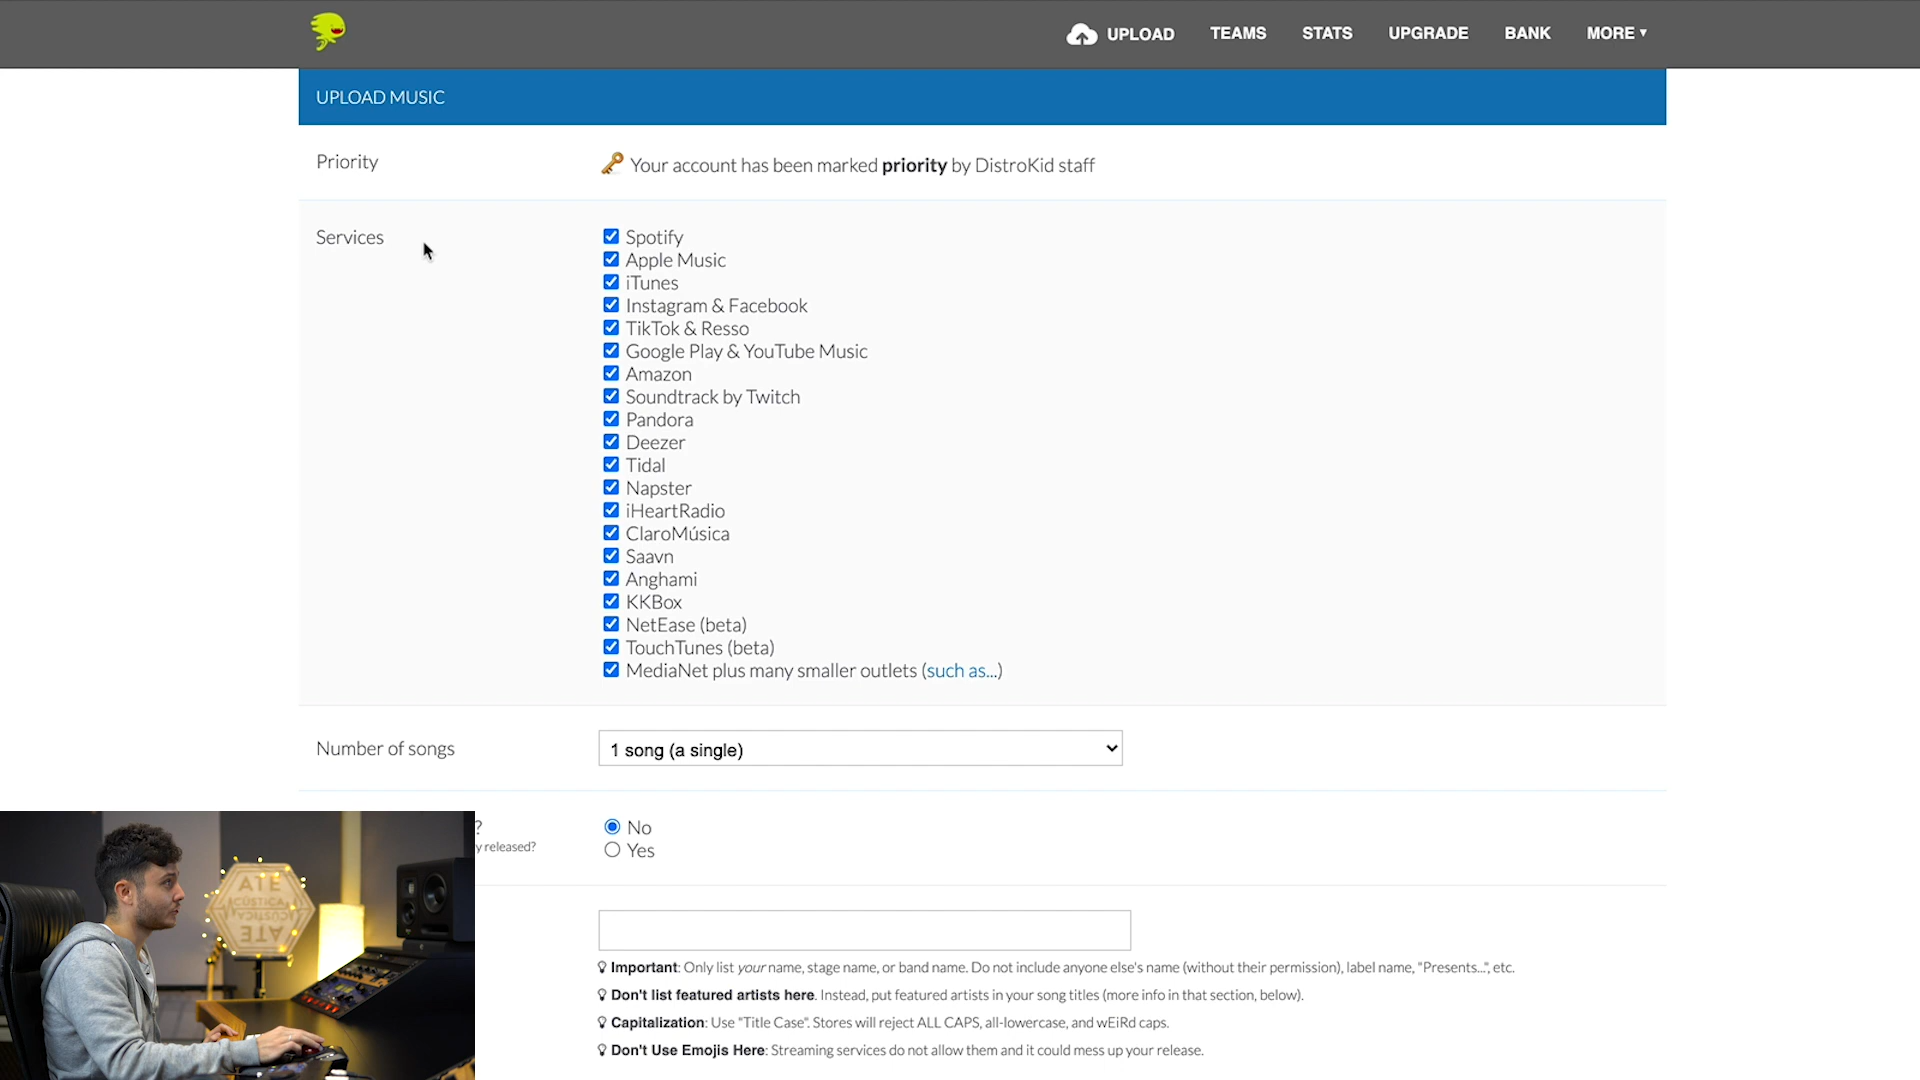 UPLOAD
TEAMS
STATS
UPGRADE
BANK
MORE ▾
UPLOAD MUSIC
Priority
Your account has been marked priority by DistroKid staff
Services
Spotify
Apple Music
iTunes
Instagram & Facebook
TikTok & Resso
Google Play & YouTube Music
Amazon
Soundtrack by Twitch
Pandora
Deezer
Tidal
Napster
iHeartRadio
ClaroMúsica
Saavn
Anghami
KKBox
NetEase (beta)
TouchTunes (beta)
MediaNet plus many smaller outlets (such as...)
Number of songs
1 song (a single)
?
y released?
No
Yes
Important: Only list your name, stage name, or band name. Do not include anyone else's name (without their permission), label name, "Presents...", etc.
Don't list featured artists here. Instead, put featured artists in your song titles (more info in that section, below).
Capitalization: Use "Title Case". Stores will reject ALL CAPS, all-lowercase, and wEiRd caps.
Don't Use Emojis Here: Streaming services do not allow them and it could mess up your release.
ATE
CÚSTICA